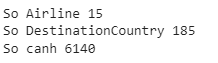 So Airline 15
So DestinationCountry 185
So canh 6140